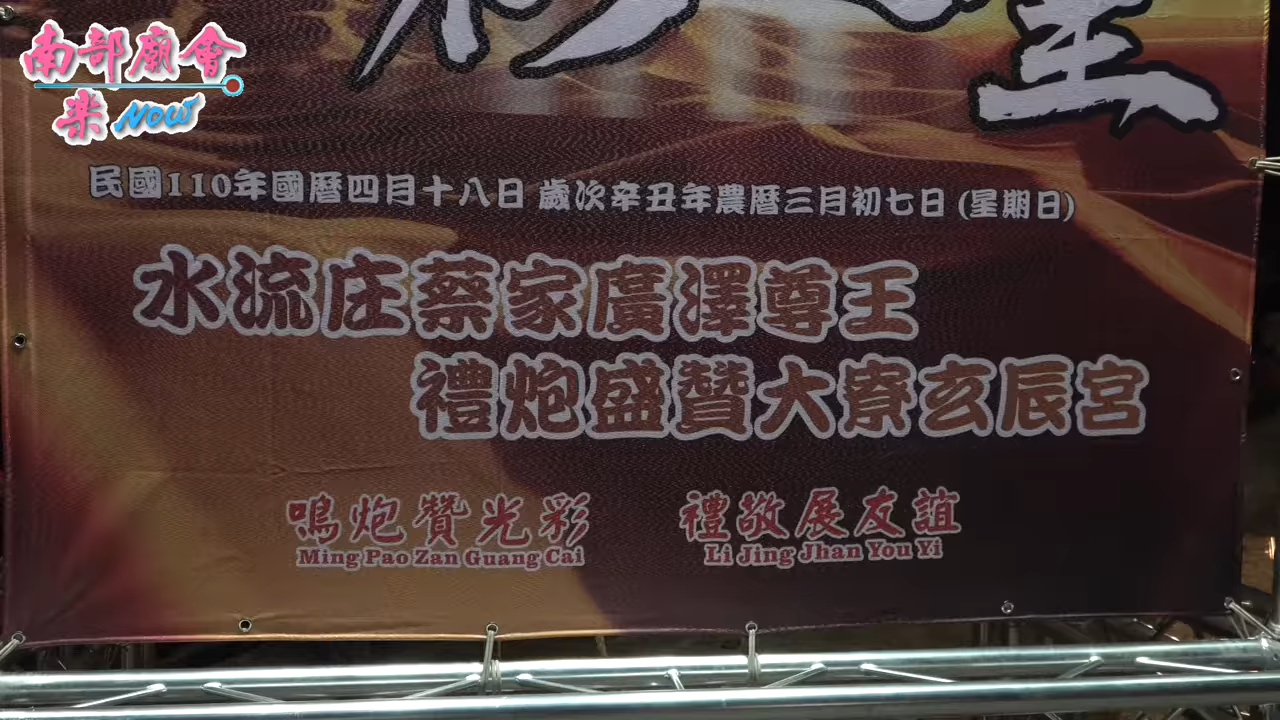 南部廟會
來NOW
民國110年國曆四月十八日 歲次辛丑年農曆三月初七日 (星期日)
水流庄蔡家廣澤尊王
禮炮盛贊大寮玄辰宮
鳴炮贊光彩 禮敬展友誼
Ming Pao Zan Guang Cai Li Jing Jhan You Yi